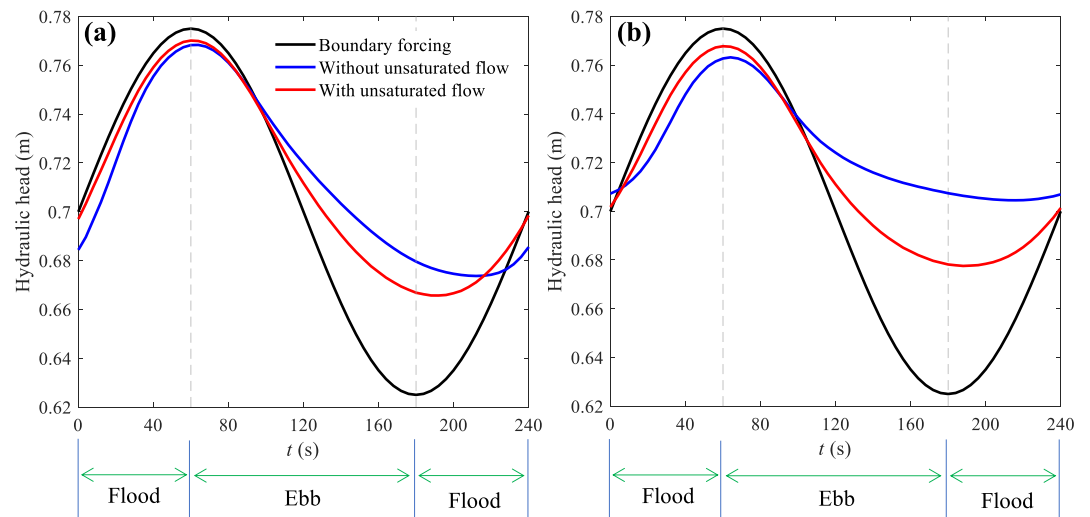 (a)
Boundary forcing
Without unsaturated flow
With unsaturated flow
Hydraulic head (m)
0.78
0.76
0.74
0.72
0.7
0.68
0.66
0.64
0.62
0 40 80 120 160 200 240
t (s)
Flood Ebb Flood
(b)
Hydraulic head (m)
0.78
0.76
0.74
0.72
0.7
0.68
0.66
0.64
0.62
0 40 80 120 160 200 240
t (s)
Flood Ebb Flood